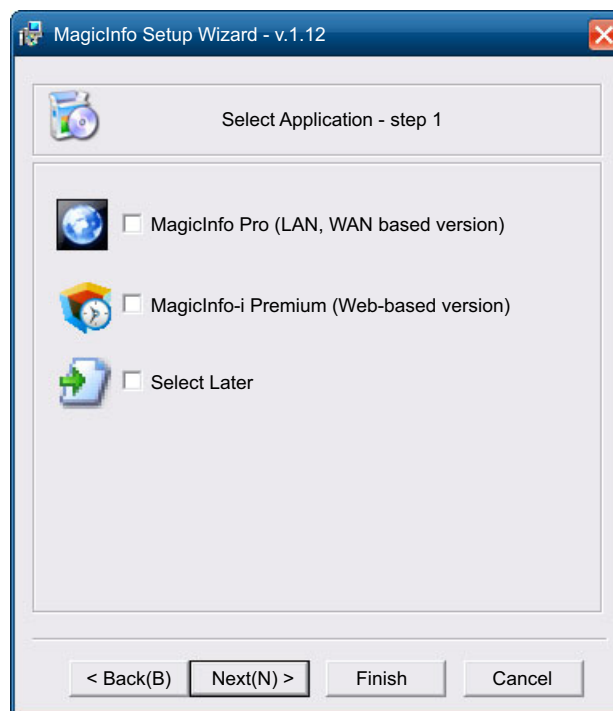 MagicInfo Setup Wizard - v.1.12
Select Application - step 1
MagicInfo Pro (LAN, WAN based version)
MagicInfo-i Premium (Web-based version)
Select Later
< Back(B) Next(N) > Finish Cancel